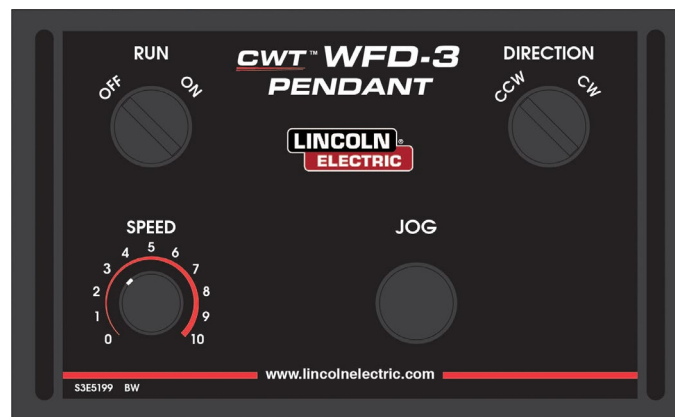 RUN
OFF ON
CWT™ WFD-3
PENDANT
DIRECTION
CCW CW
LINCOLN®
ELECTRIC
SPEED
0 1 2 3 4 5 6 7 8 9 10
JOG
www.lincolnelectric.com
S3E5199 BW